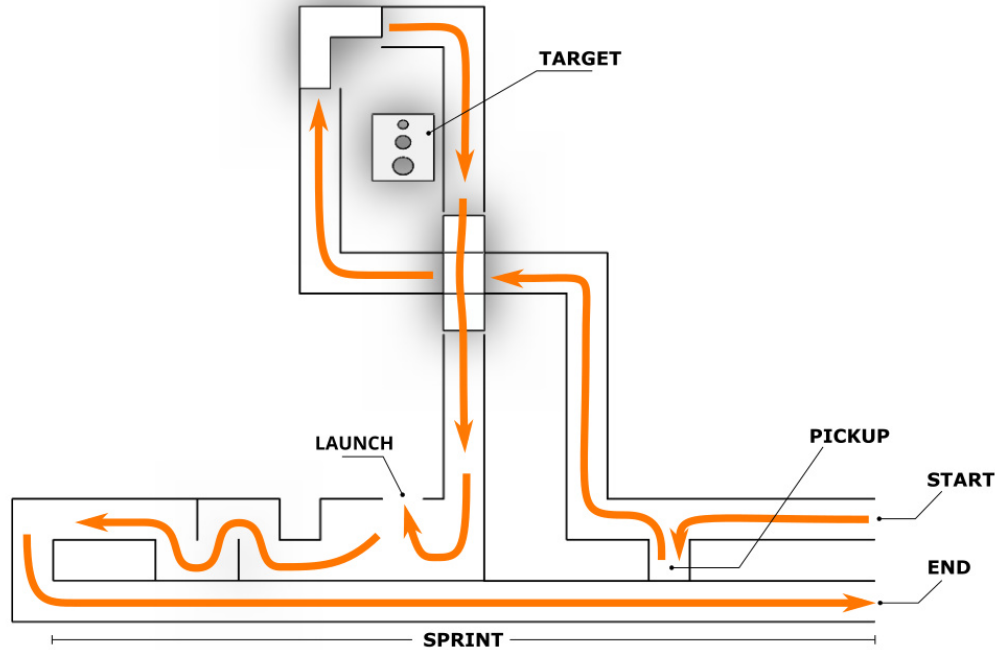 TARGET
PICKUP
LAUNCH
START
END
SPRINT